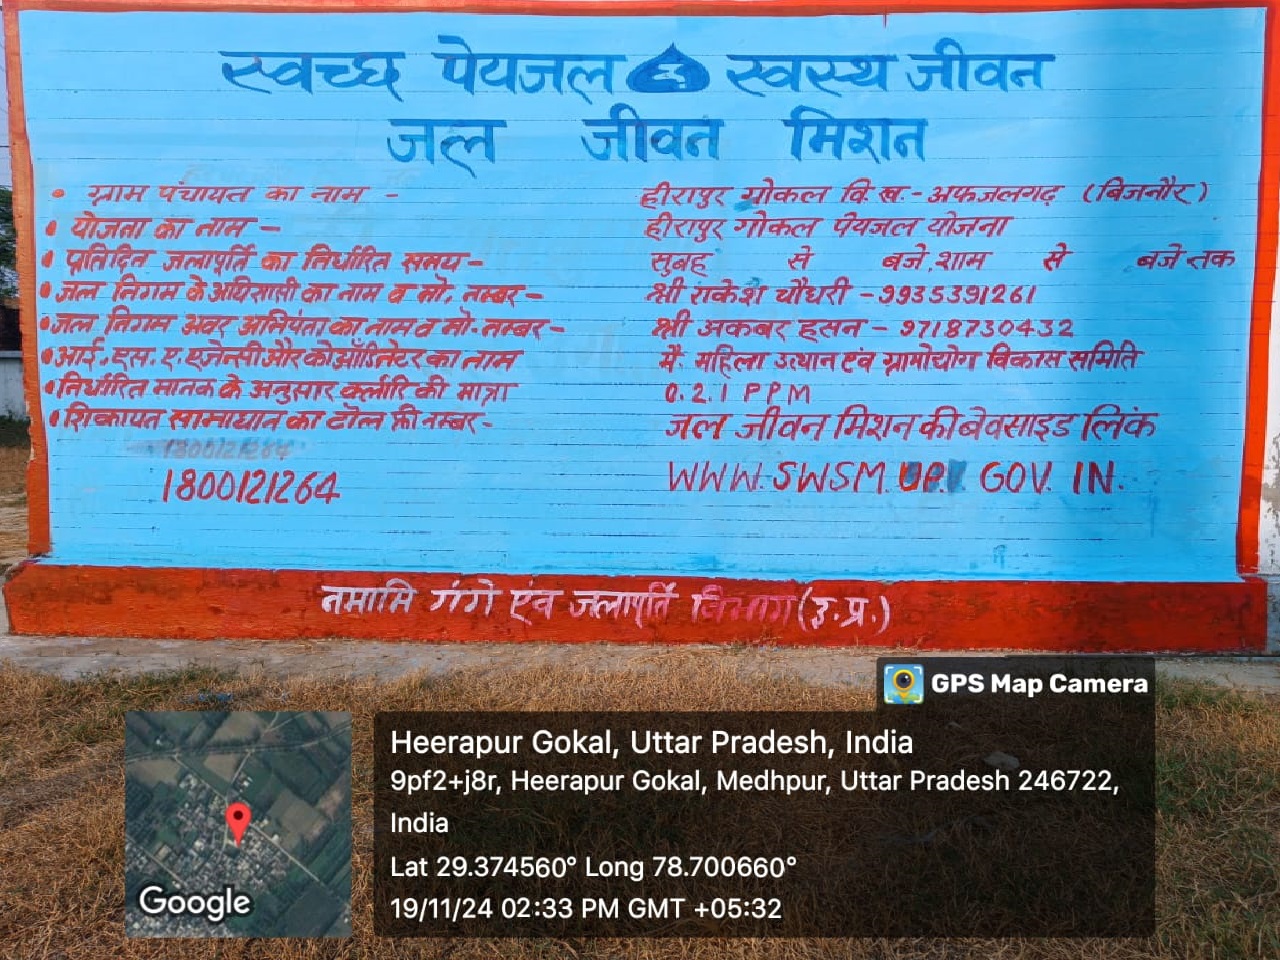 स्वच्छ पेयजल स्वस्थ जीवन
जल जीवन मिशन
• ग्राम पंचायत का नाम - हीरापुर गोकल वि.ख.- अफजलगढ़ (बिजनौर)
• योजना का नाम - हीरापुर गोकल पेयजल योजना
• प्रतिदिन जलापूर्ति का निर्धारित समय - सुबह से बजे, शाम से बजे तक
• जल निगम के अधिशासी का नाम व मो. नम्बर - श्री राकेश चौधरी - 9935391261
• जल निगम अवर अभियंता का नाम व मो. नम्बर - श्री अकबर हसन - 9718730432
• आई. एस. ए. एजेन्सी और कोऑर्डिनेटर का नाम मै. महिला उत्थान एंव ग्रामोद्योग विकास समिति
• निर्धारित मानक के अनुसार क्लोरि की मात्रा 0.2.1 PPM
• शिकायत सामाधान का टोल फ्री नम्बर - जल जीवन मिशन की बेवसाइड लिंक
1800121264
1800121264 WWW.SWSM.UP. GOV. IN.
नमामि गंगे एंव जलापूर्ति विभाग (उ.प्र.)
GPS Map Camera
Heerapur Gokal, Uttar Pradesh, India
9pf2+j8r, Heerapur Gokal, Medhpur, Uttar Pradesh 246722,
India
Lat 29.374560° Long 78.700660°
19/11/24 02:33 PM GMT +05:32
Google